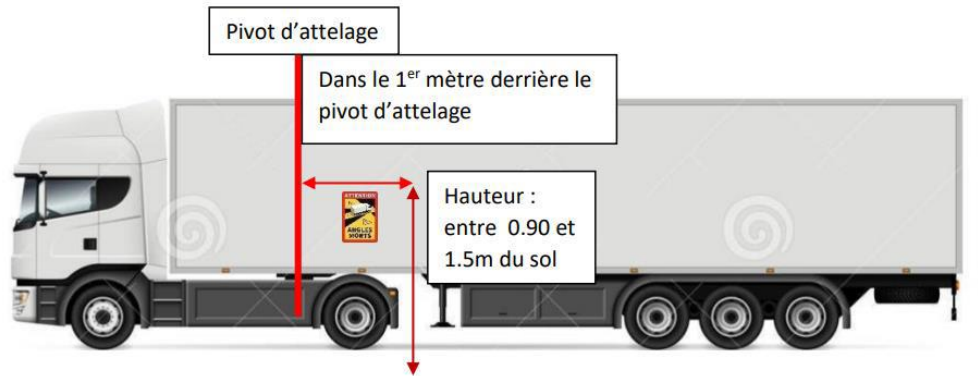 Pivot d'attelage
Dans le 1er mètre derrière le
pivot d'attelage
ATTENTION
ANGLES
MORTS
Hauteur :
entre 0.90 et
1.5m du sol